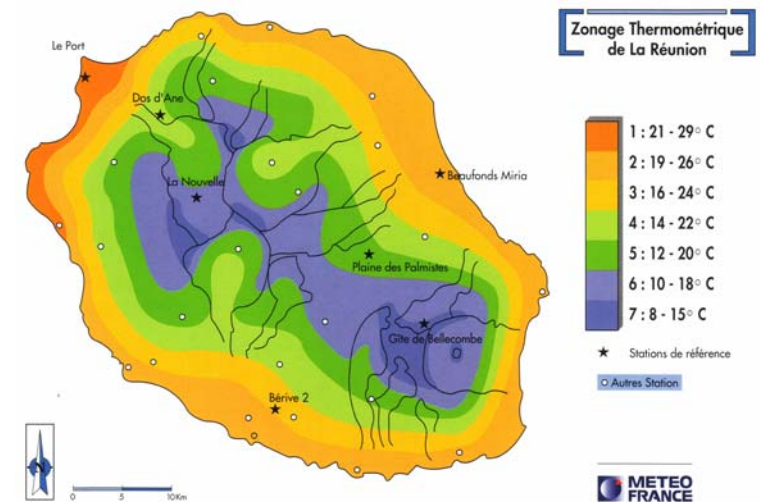 Zonage Thermométrique
de La Réunion
Le Port
Dos d'Ane
La Nouvelle
Beaufonds Miria
Plaine des Palmistes
Gîte de Bellecombe
Bérive 2
1 : 21 - 29° C
2 : 19 - 26° C
3 : 16 - 24° C
4 : 14 - 22° C
5 : 12 - 20° C
6 : 10 - 18° C
7 : 8 - 15° C
Stations de référence
Autres Station
N
0 5 10Km
METEO
FRANCE